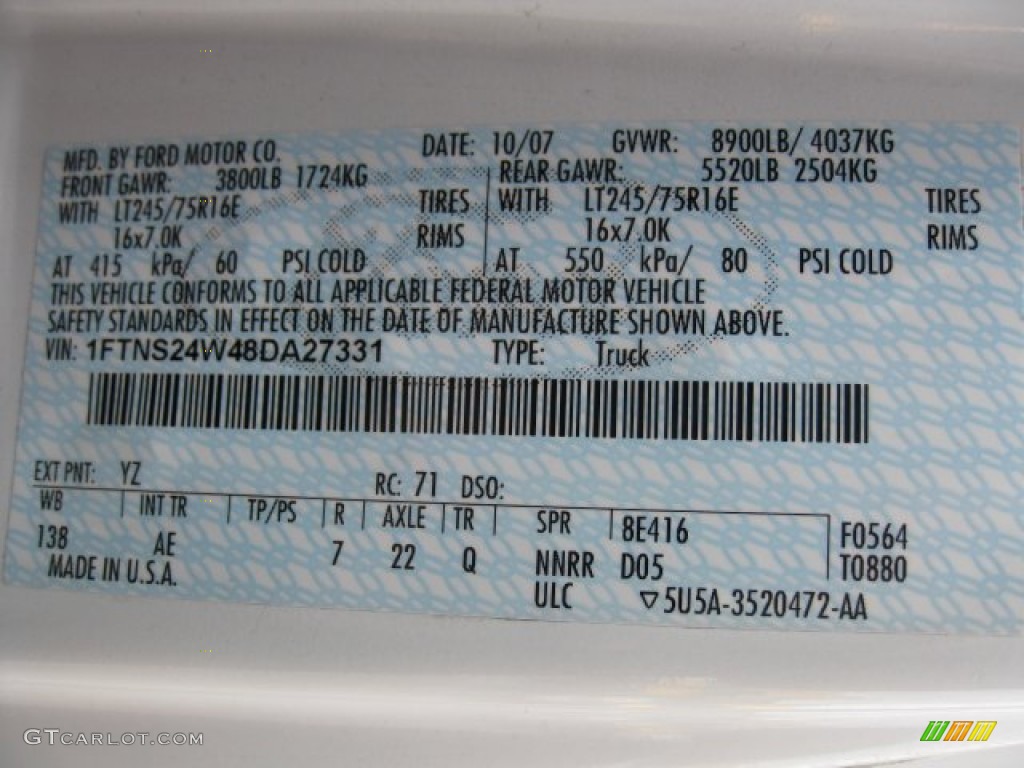 MFD. BY FORD MOTOR CO. DATE: 10/07 GVWR: 8900LB/ 4037KG
FRONT GAWR: 3800LB 1724KG REAR GAWR: 5520LB 2504KG
WITH LT245/75R16E TIRES WITH LT245/75R16E TIRES
16x7.0K RIMS 16x7.0K RIMS
AT 415 kPa/ 60 PSI COLD AT 550 kPa/ 80 PSI COLD
THIS VEHICLE CONFORMS TO ALL APPLICABLE FEDERAL MOTOR VEHICLE
SAFETY STANDARDS IN EFFECT ON THE DATE OF MANUFACTURE SHOWN ABOVE.
VIN: 1FTNS24W48DA27331 TYPE: Truck
EXT PNT: YZ RC: 71 DSO:
WB INT TR TP/PS R AXLE TR SPR 8E416 F0564
138 AE 7 22 Q NNRR D05 T0880
MADE IN U.S.A. ULC ▽5U5A-3520472-AA
GTCARLOT.COM